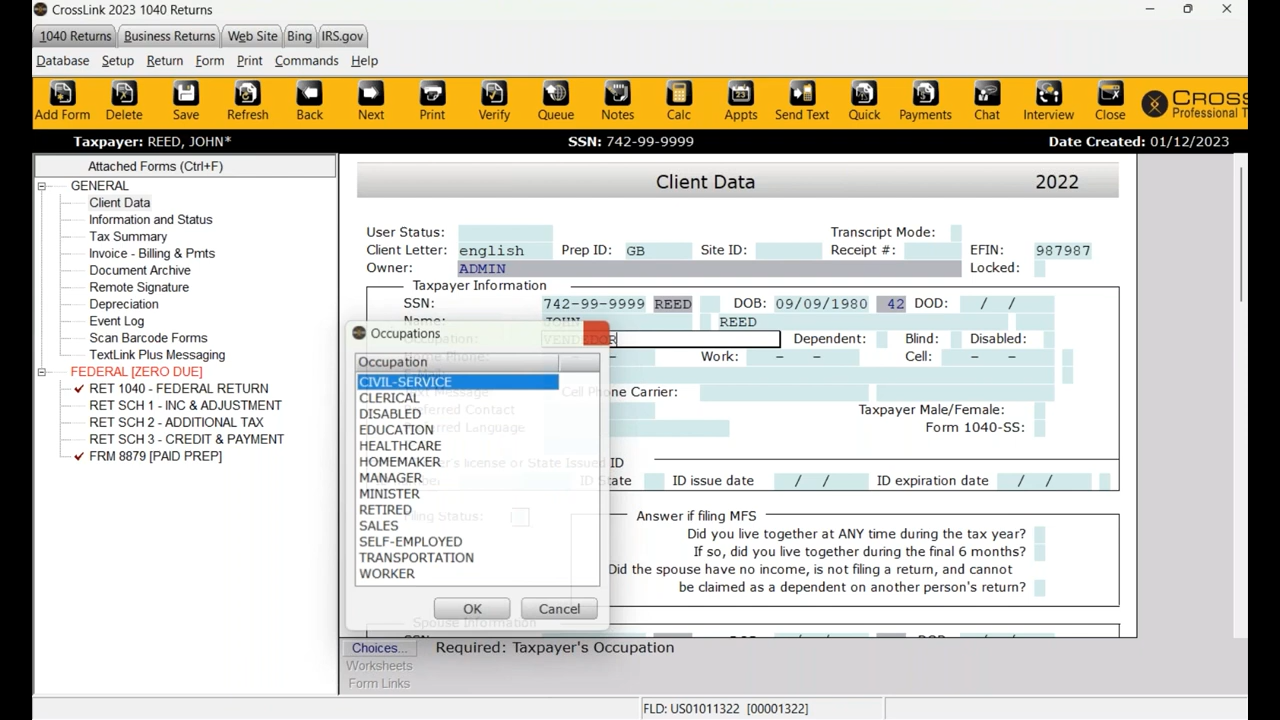 CrossLink 2023 1040 Returns
1040 Returns Business Returns Web Site Bing IRS.gov
Database Setup Return Form Print Commands Help
Add Form Delete Save Refresh Back Next Print Verify Queue Notes Calc Appts Send Text Quick Payments Chat Interview Close
Taxpayer: REED, JOHN* SSN: 742-99-9999 Date Created: 01/12/2023
Attached Forms (Ctrl+F)
GENERAL
Client Data
Information and Status
Tax Summary
Invoice - Billing & Pmts
Document Archive
Remote Signature
Depreciation
Event Log
Scan Barcode Forms
TextLink Plus Messaging
FEDERAL [ZERO DUE]
RET 1040 - FEDERAL RETURN
RET SCH 1 - INC & ADJUSTMENT
RET SCH 2 - ADDITIONAL TAX
RET SCH 3 - CREDIT & PAYMENT
FRM 8879 [PAID PREP]
Client Data 2022
User Status: Transcript Mode:
Client Letter: english Prep ID: GB Site ID: Receipt #: EFIN: 987987
Owner: ADMIN Locked:
Taxpayer Information
SSN: 742-99-9999 REED DOB: 09/09/1980 42 DOD: / /
Name: JOHN REED
Occupation: VENDEDOR Dependent: Blind: Disabled:
Home Phone: - - Work: - - Cell: - -
Cell Phone Carrier:
Taxpayer Male/Female:
Form 1040-SS:
ID State ID issue date / / ID expiration date / /
Filing Status: Answer if filing MFS
Did you live together at ANY time during the tax year?
If so, did you live together during the final 6 months?
Did the spouse have no income, is not filing a return, and cannot
be claimed as a dependent on another person's return?
Spouse Information
Occupations
Occupation
CIVIL-SERVICE
CLERICAL
DISABLED
EDUCATION
HEALTHCARE
HOMEMAKER
MANAGER
MINISTER
RETIRED
SALES
SELF-EMPLOYED
TRANSPORTATION
WORKER
OK Cancel
Choices... Required: Taxpayer's Occupation
Worksheets
Form Links
FLD: US01011322 [00001322]